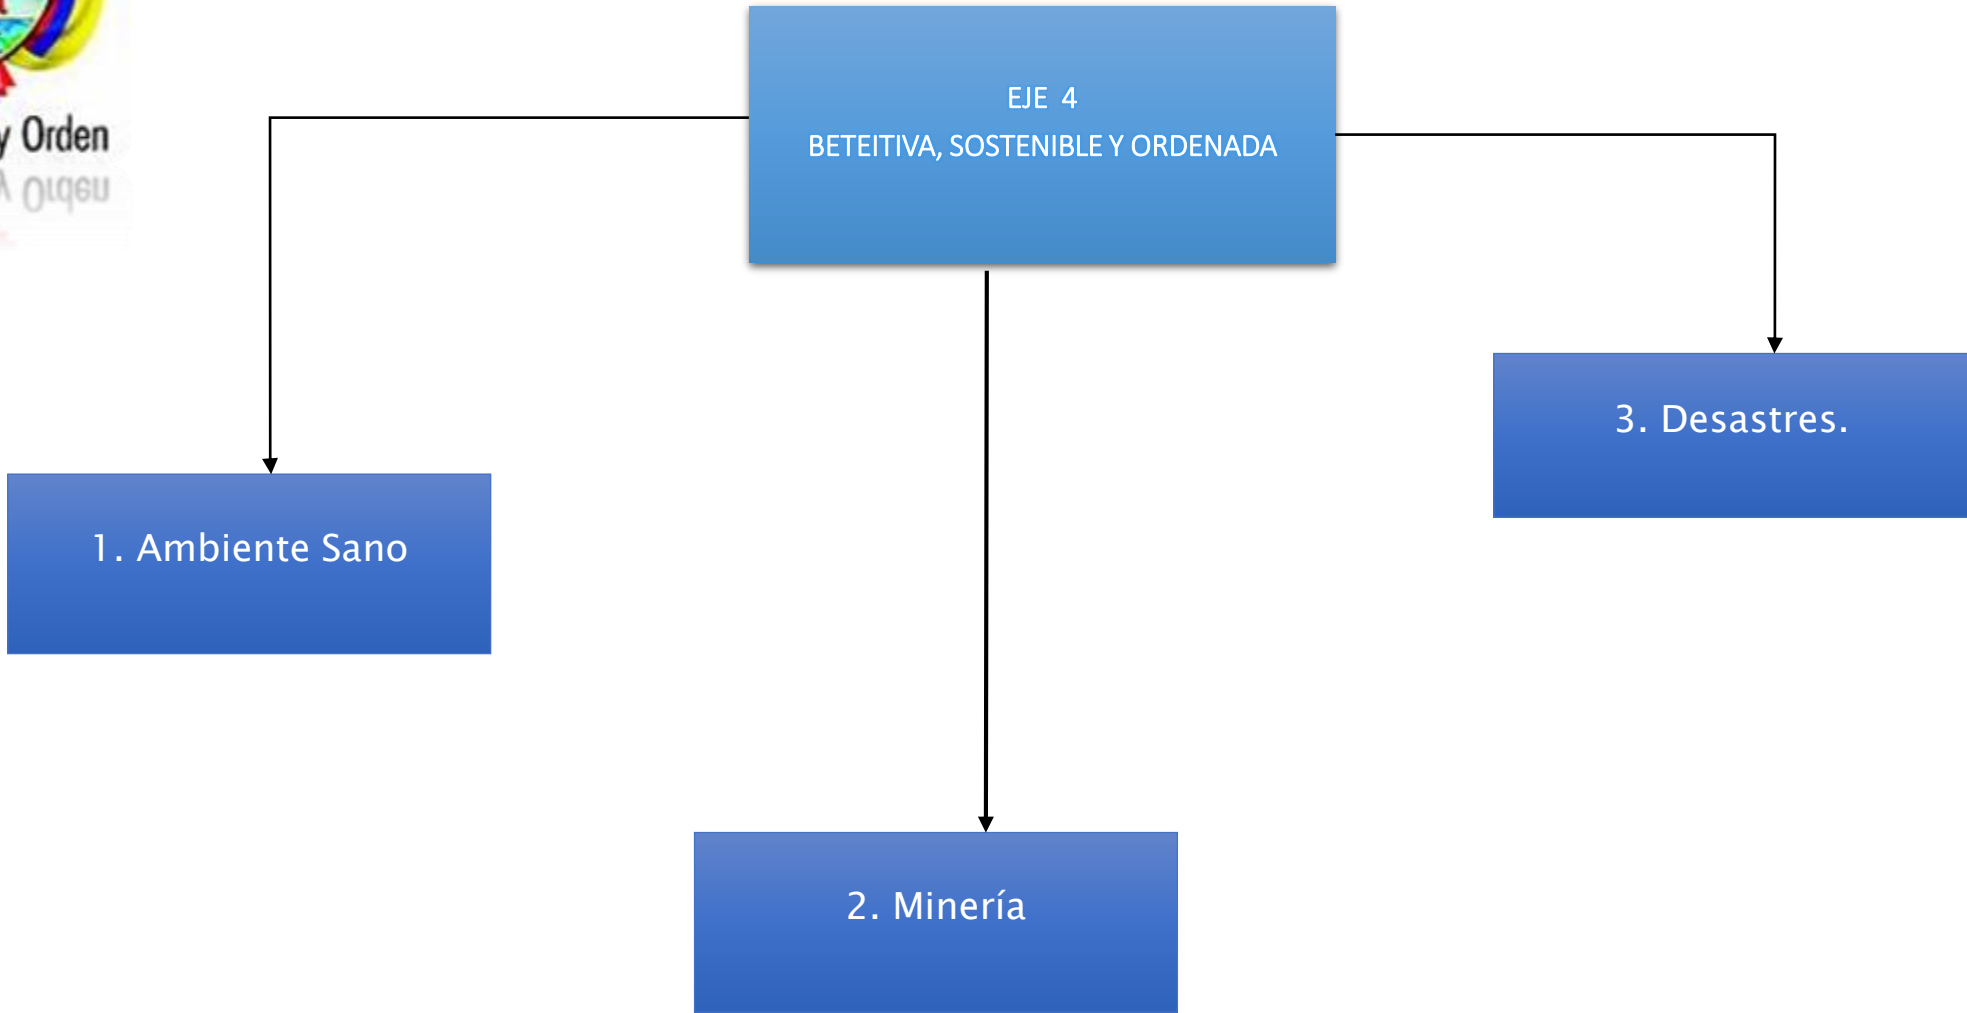 y Orden
EJE 4
BETEITIVA, SOSTENIBLE Y ORDENADA
3. Desastres.
1. Ambiente Sano
2. Minería